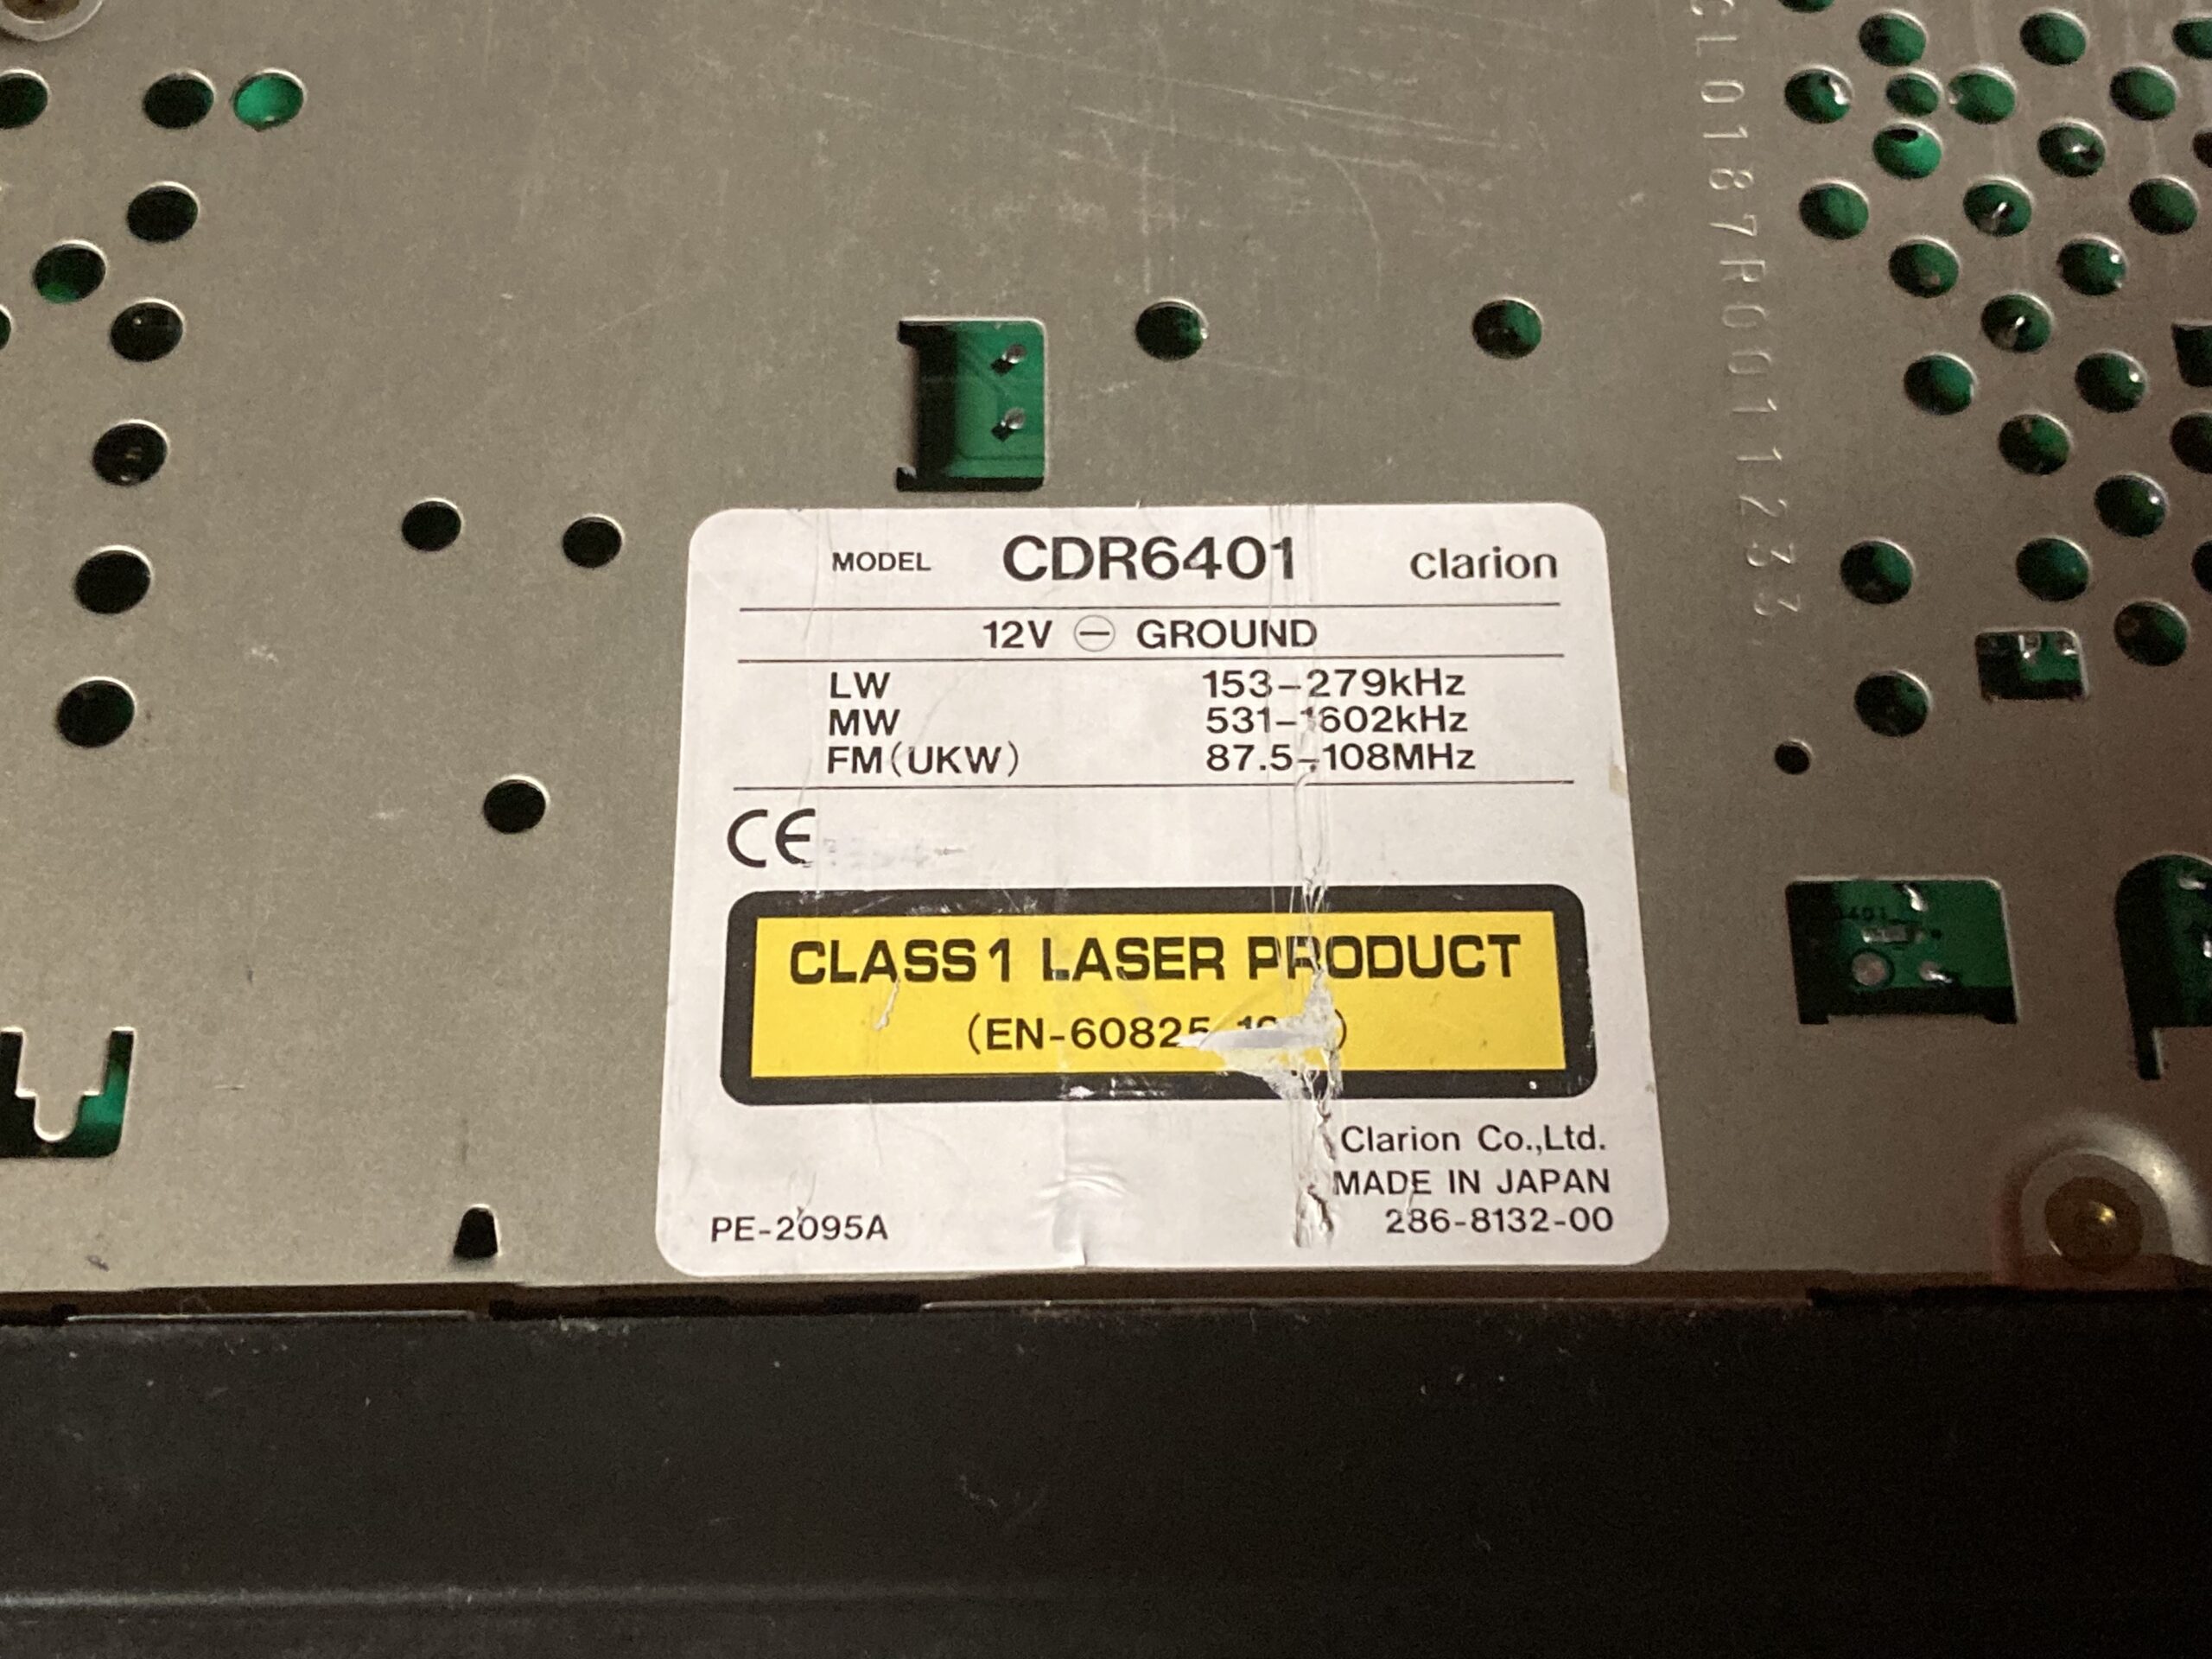 MODEL CDR6401 clarion
12V ⊖ GROUND
LW 153-279kHz
MW 531-1602kHz
FM(UKW) 87.5-108MHz
CE
CLASS 1 LASER PRODUCT
(EN-60825
Clarion Co.,Ltd.
MADE IN JAPAN
PE-2095A 286-8132-00
CL0187R0011233